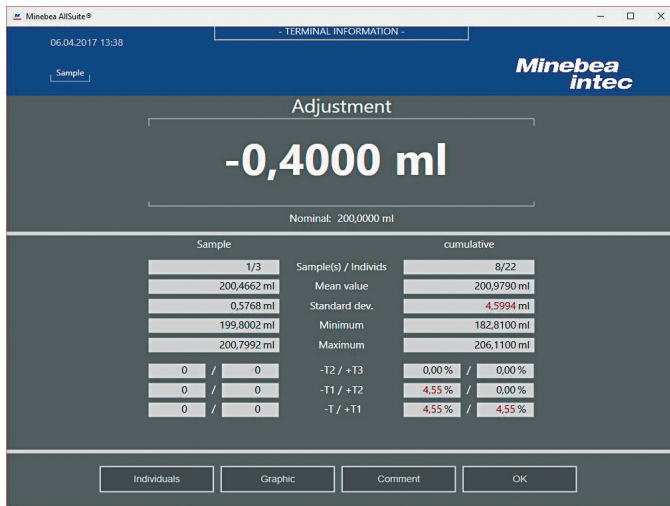 Minebea AllSuite®
- TERMINAL INFORMATION -
06.04.2017 13:38
Sample
Minebea
intec
Adjustment
-0,4000 ml
Nominal: 200,0000 ml
Sample cumulative
1/3 Sample(s) / Individs 8/22
200,4662 ml Mean value 200,9790 ml
0,5768 ml Standard dev. 4,5994 ml
199,8002 ml Minimum 182,8100 ml
200,7992 ml Maximum 206,1100 ml
0 / 0 -T2 / +T3 0,00 % / 0,00 %
0 / 0 -T1 / +T2 4,55 % / 0,00 %
0 / 0 -T / +T1 4,55 % / 4,55 %
Individuals Graphic Comment OK